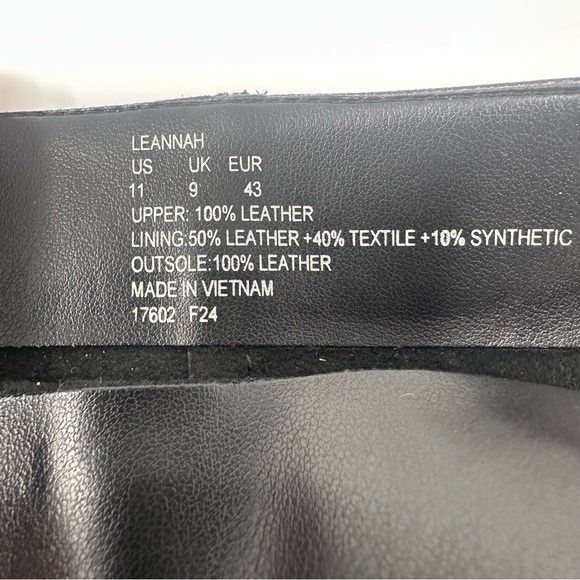 LEANNAH
US UK EUR
11 9 43
UPPER: 100% LEATHER
LINING:50% LEATHER +40% TEXTILE +10% SYNTHETIC
OUTSOLE:100% LEATHER
MADE IN VIETNAM
17602 F24